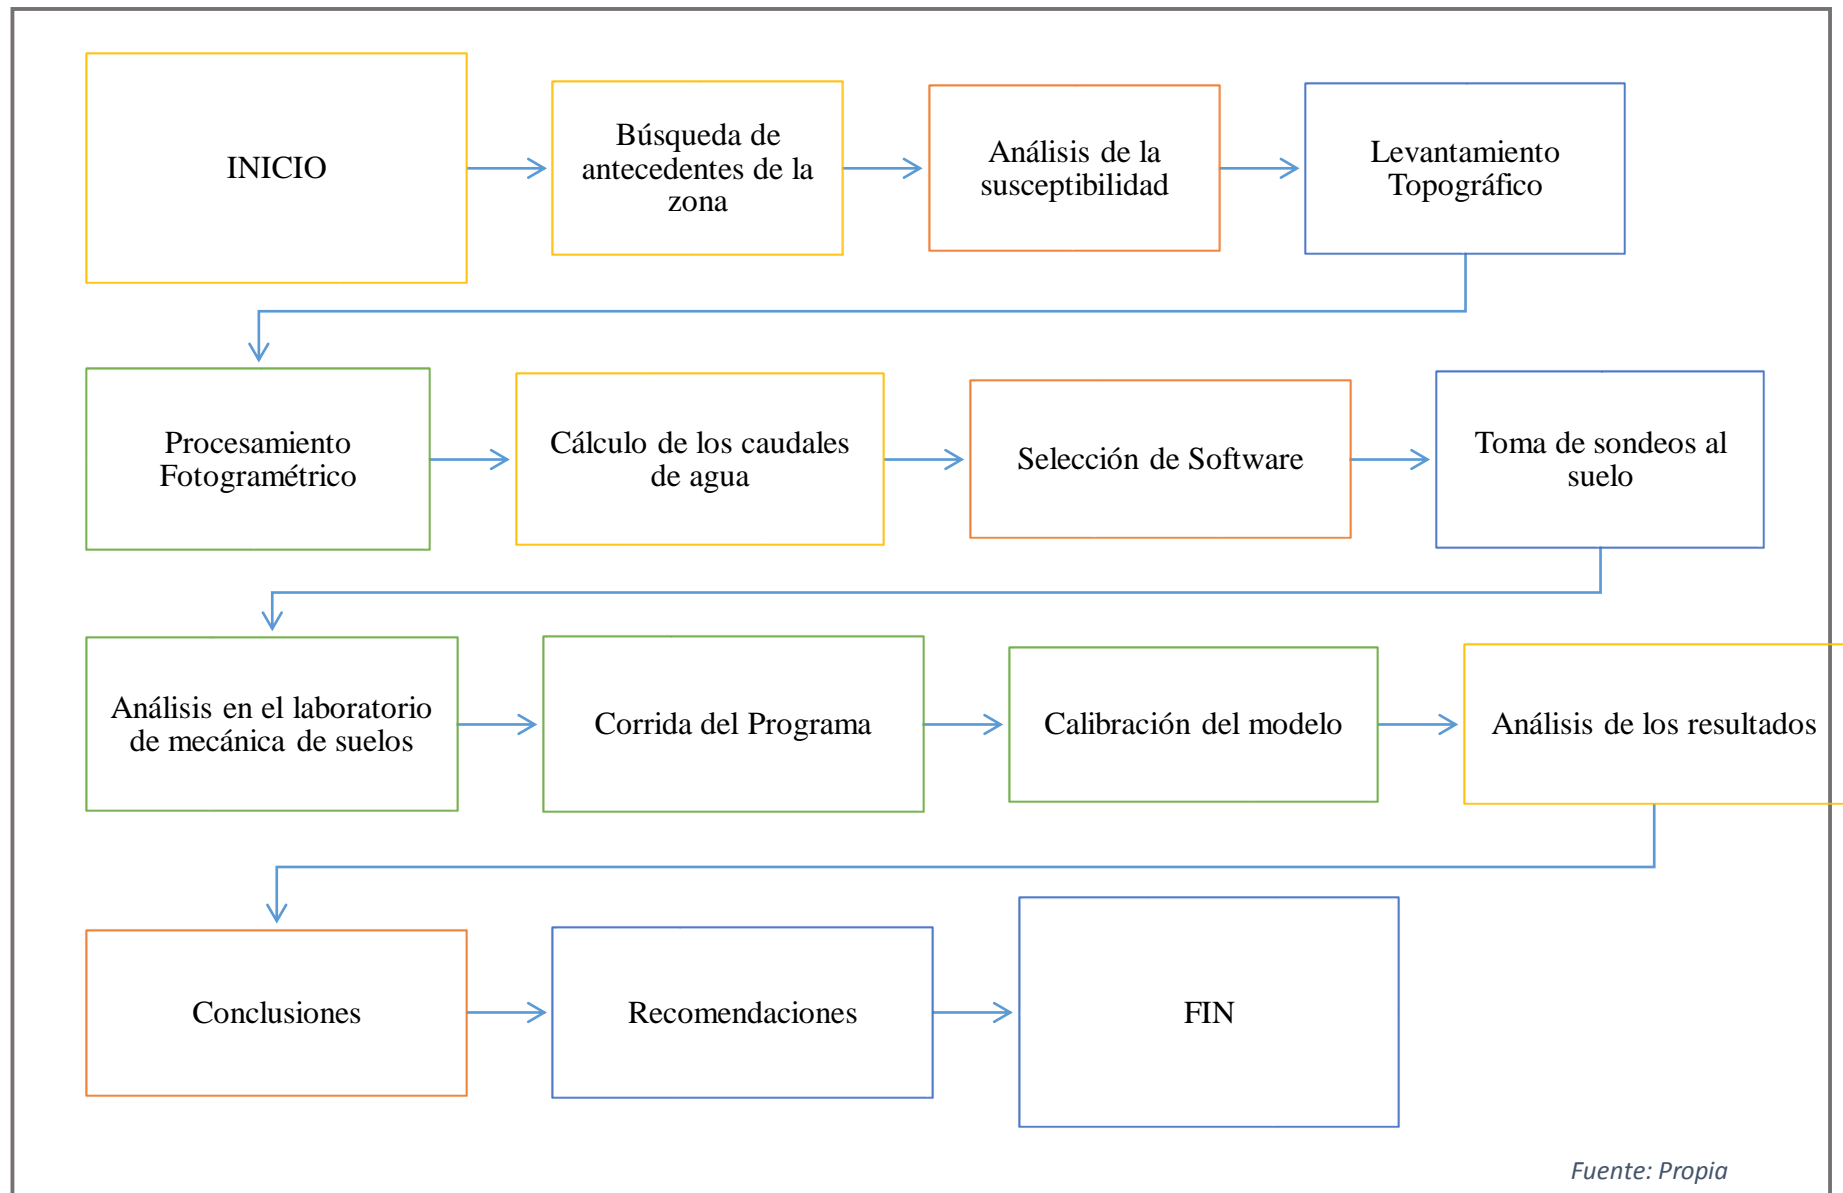 INICIO
Búsqueda de
antecedentes de la
zona
Análisis de la
susceptibilidad
Levantamiento
Topográfico
Procesamiento
Fotogramétrico
Cálculo de los caudales
de agua
Selección de Software
Toma de sondeos al
suelo
Análisis en el laboratorio
de mecánica de suelos
Corrida del Programa
Calibración del modelo
Análisis de los resultados
Conclusiones
Recomendaciones
FIN
Fuente: Propia